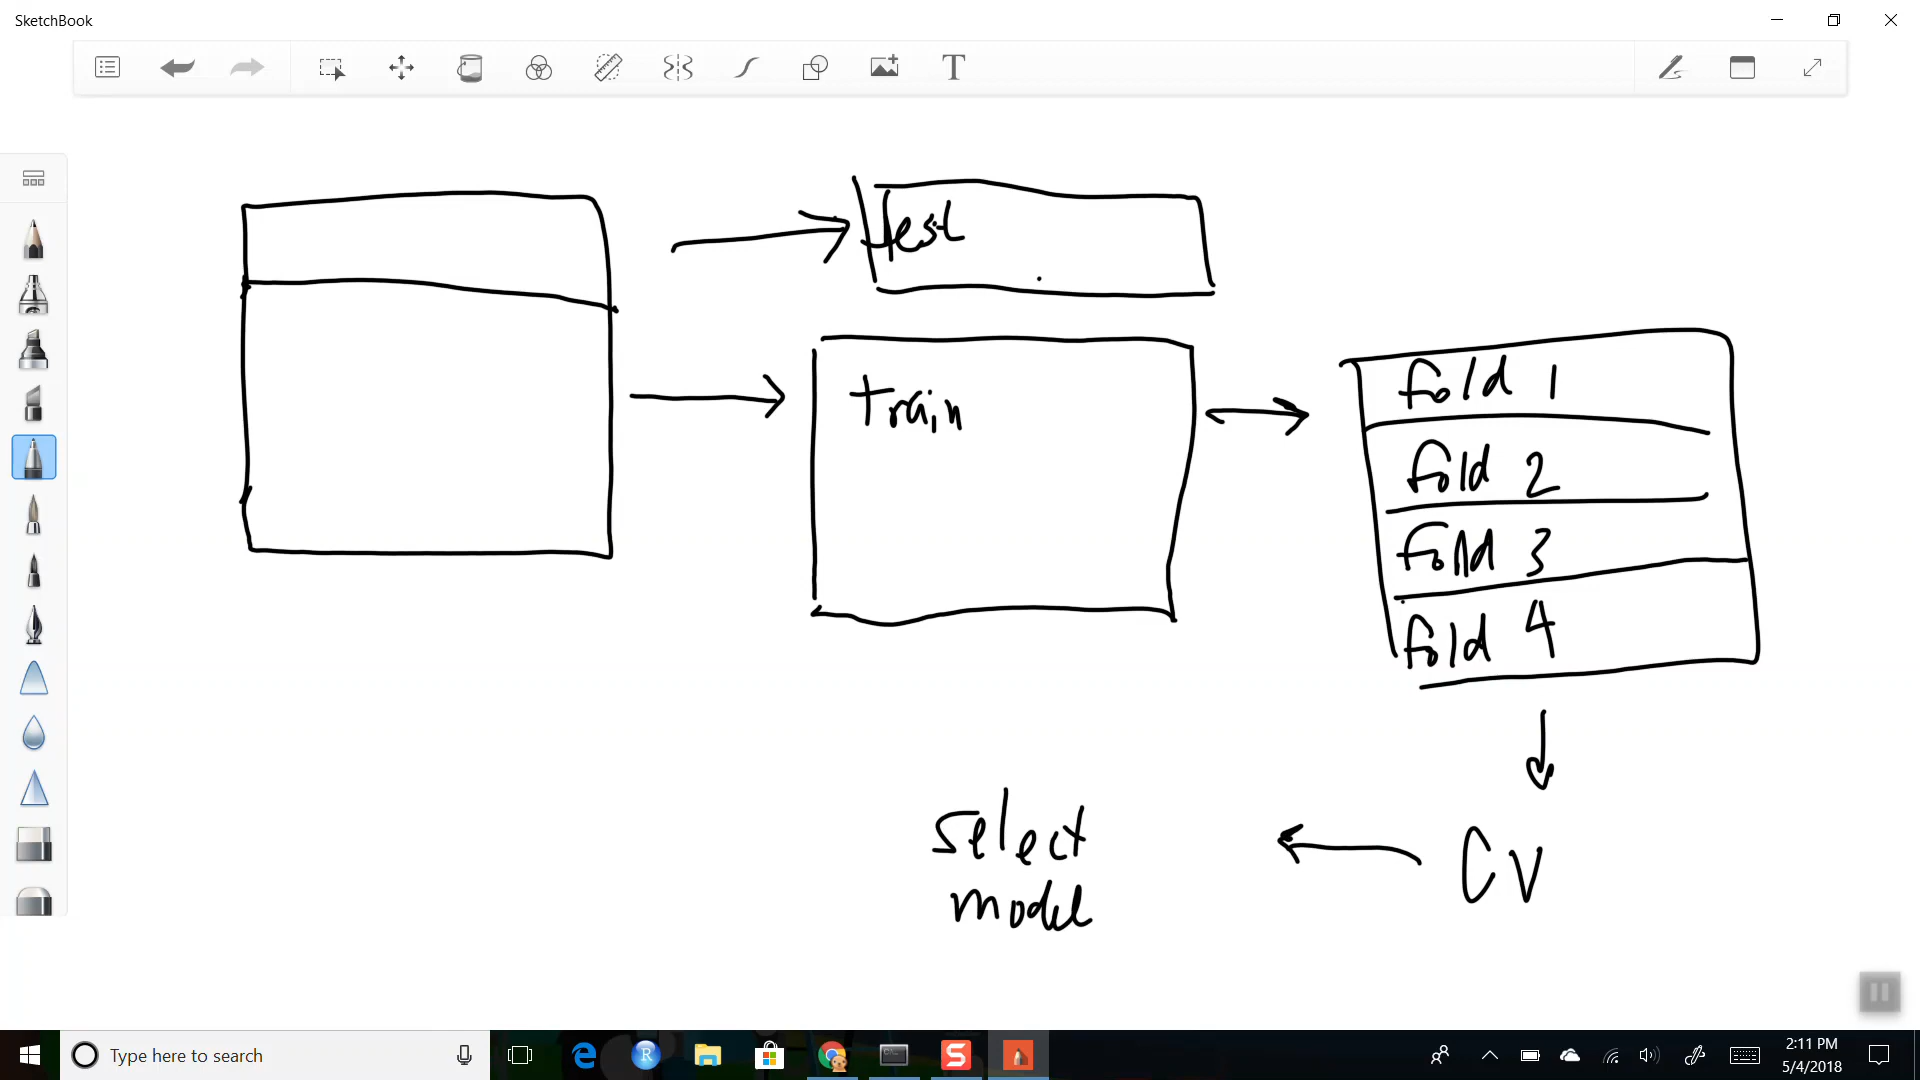 SketchBook
T
test
train
fold 1
fold 2
fold 3
fold 4
CV
select
model
Type here to search
2:11 PM
5/4/2018